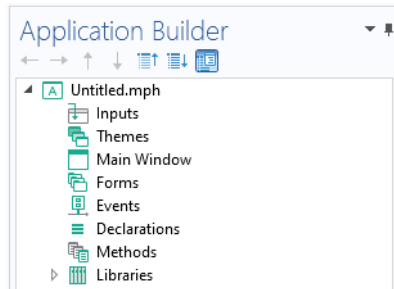 Application Builder
A Untitled.mph
Inputs
Themes
Main Window
Forms
Events
Declarations
Methods
Libraries